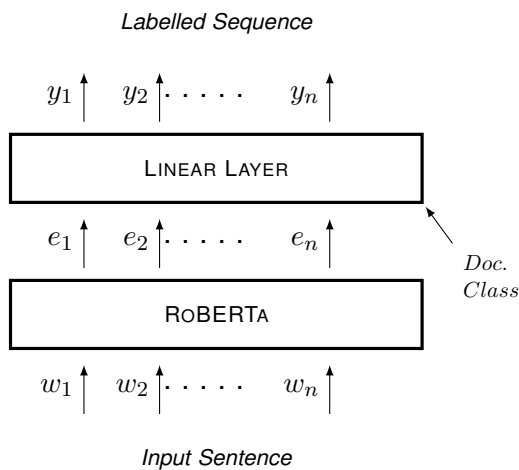 Labelled Sequence
y1 y2 . . . . . yn
LINEAR LAYER
e1 e2 . . . . . en
Doc.
Class
ROBERTA
w1 w2 . . . . . wn
Input Sentence